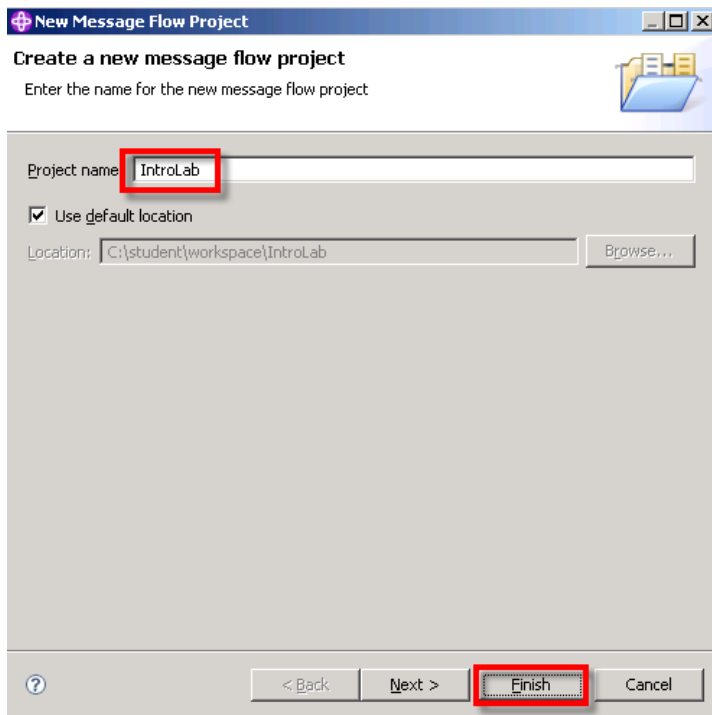 New Message Flow Project
Create a new message flow project
Enter the name for the new message flow project
Project name IntroLab
Use default location
Location: C:\student\workspace\IntroLab Browse...
? < Back Next > Finish Cancel